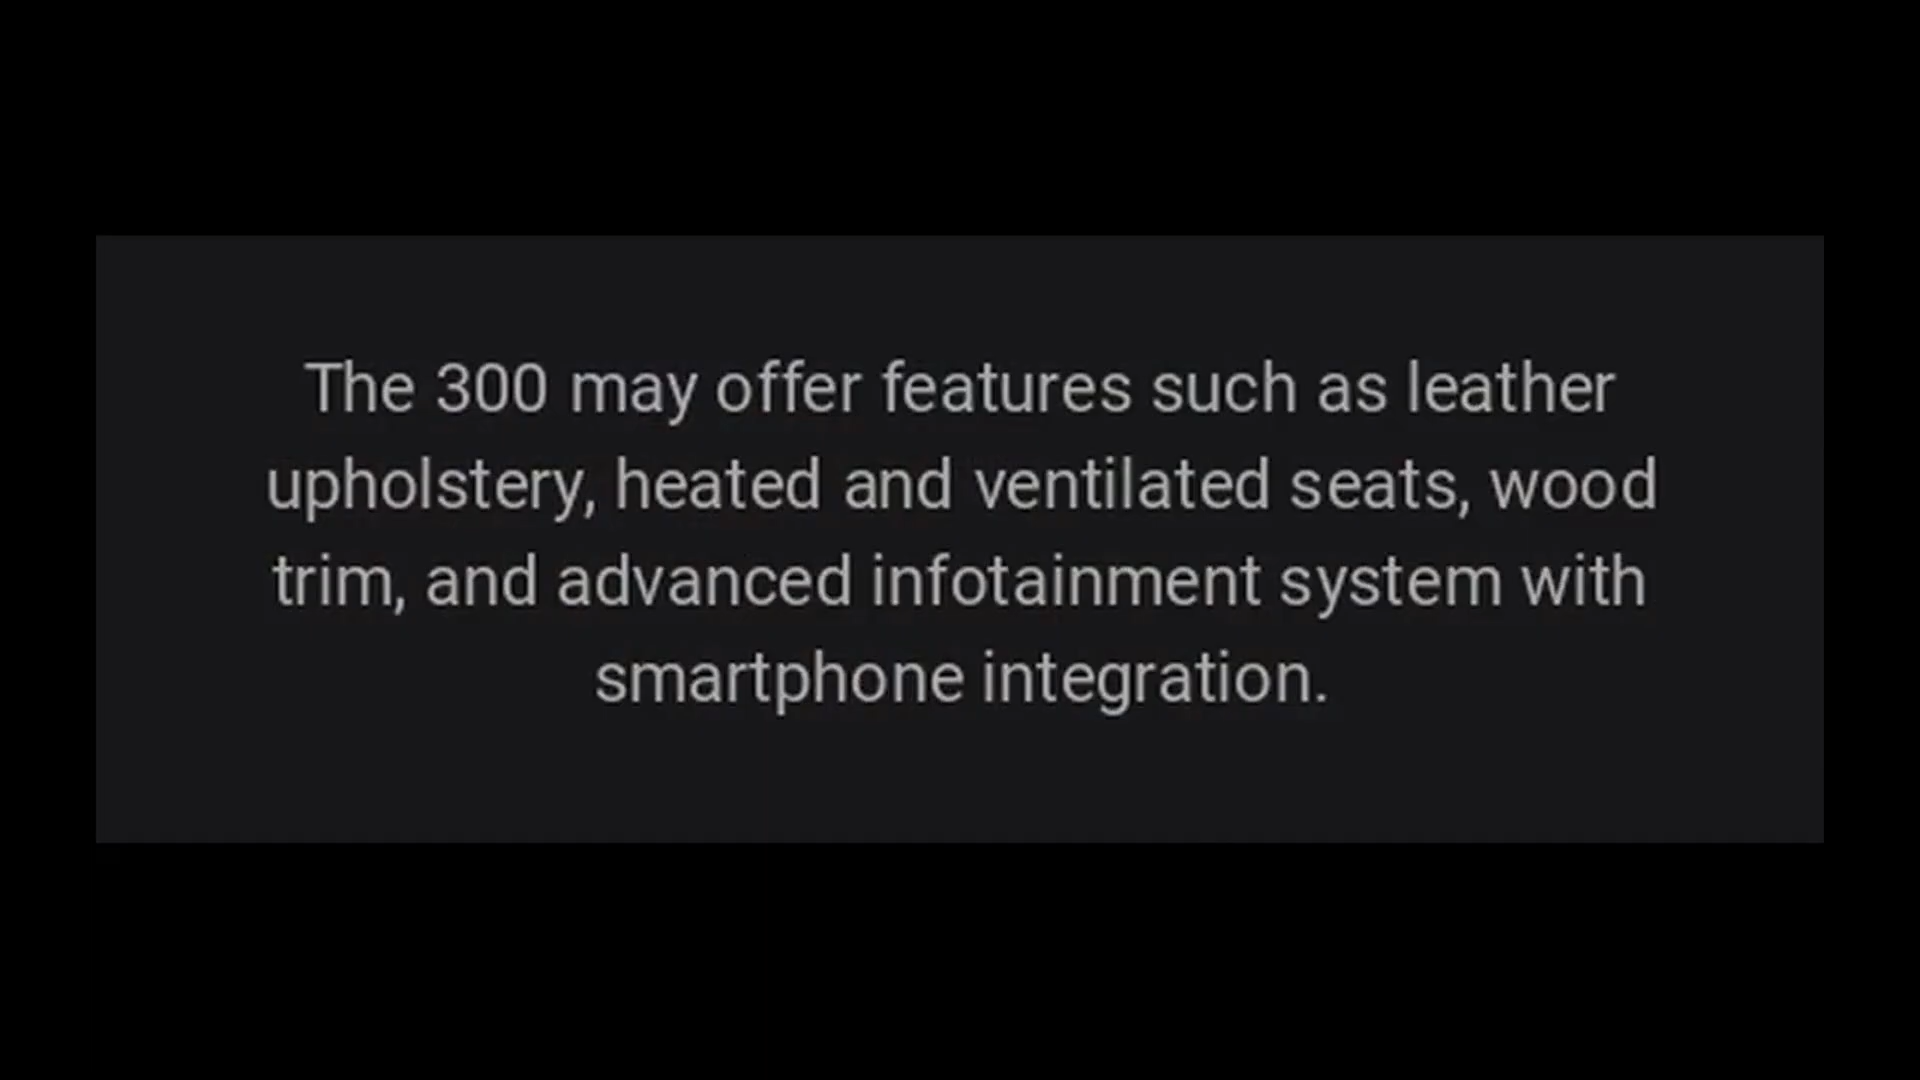 The 300 may offer features such as leather
upholstery, heated and ventilated seats, wood
trim, and advanced infotainment system with
smartphone integration.